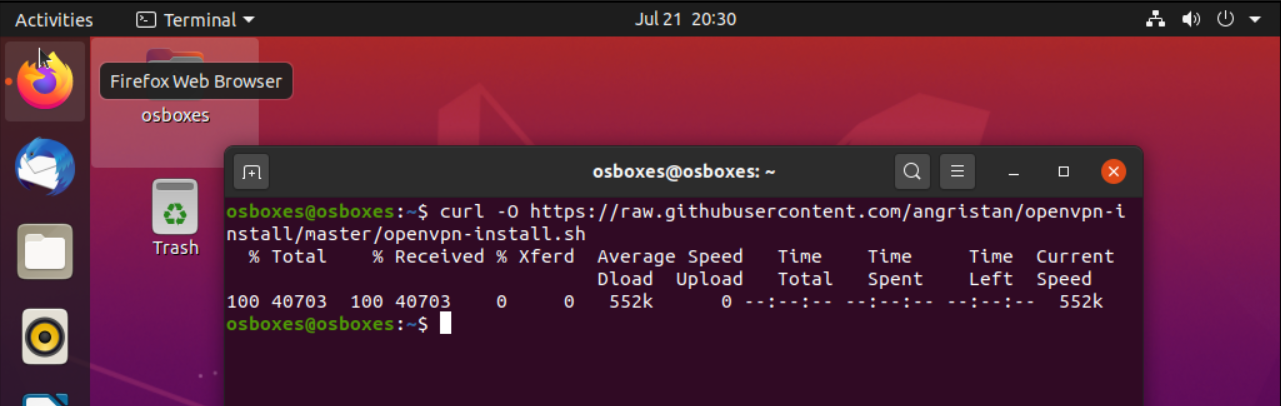 Activities
Terminal
Jul 21 20:30
Firefox Web Browser
osboxes
Trash
osboxes@osboxes: ~
osboxes@osboxes:~$ curl -O https://raw.githubusercontent.com/angristan/openvpn-i
nstall/master/openvpn-install.sh
  % Total    % Received % Xferd  Average Speed   Time    Time     Time  Current
                                 Dload  Upload   Total   Spent    Left  Speed
100 40703  100 40703    0     0   552k      0 --:--:-- --:--:-- --:--:--  552k
osboxes@osboxes:~$